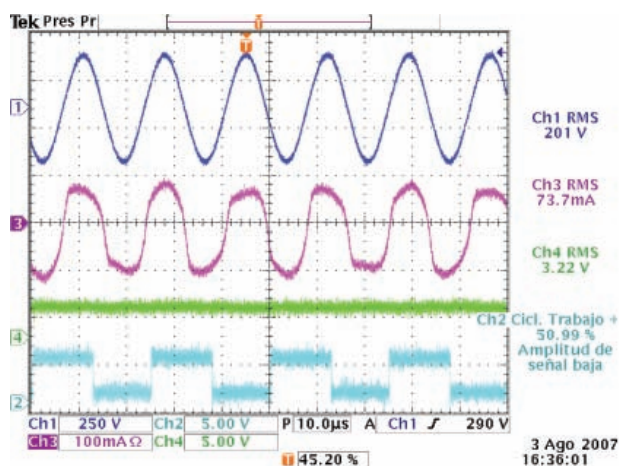 Tek Pres Pr
T
T
1
Ch1 RMS
201 V
3
Ch3 RMS
73.7mA
Ch4 RMS
3.22 V
4
Ch2 Cicl. Trabajo +
50.99 %
Amplitud de
señal baja
2
Ch1 250 V Ch2 5.00 V P 10.0µs A Ch1 290 V
Ch3 100mAΩ Ch4 5.00 V
T 45.20 %
3 Ago 2007
16:36:01